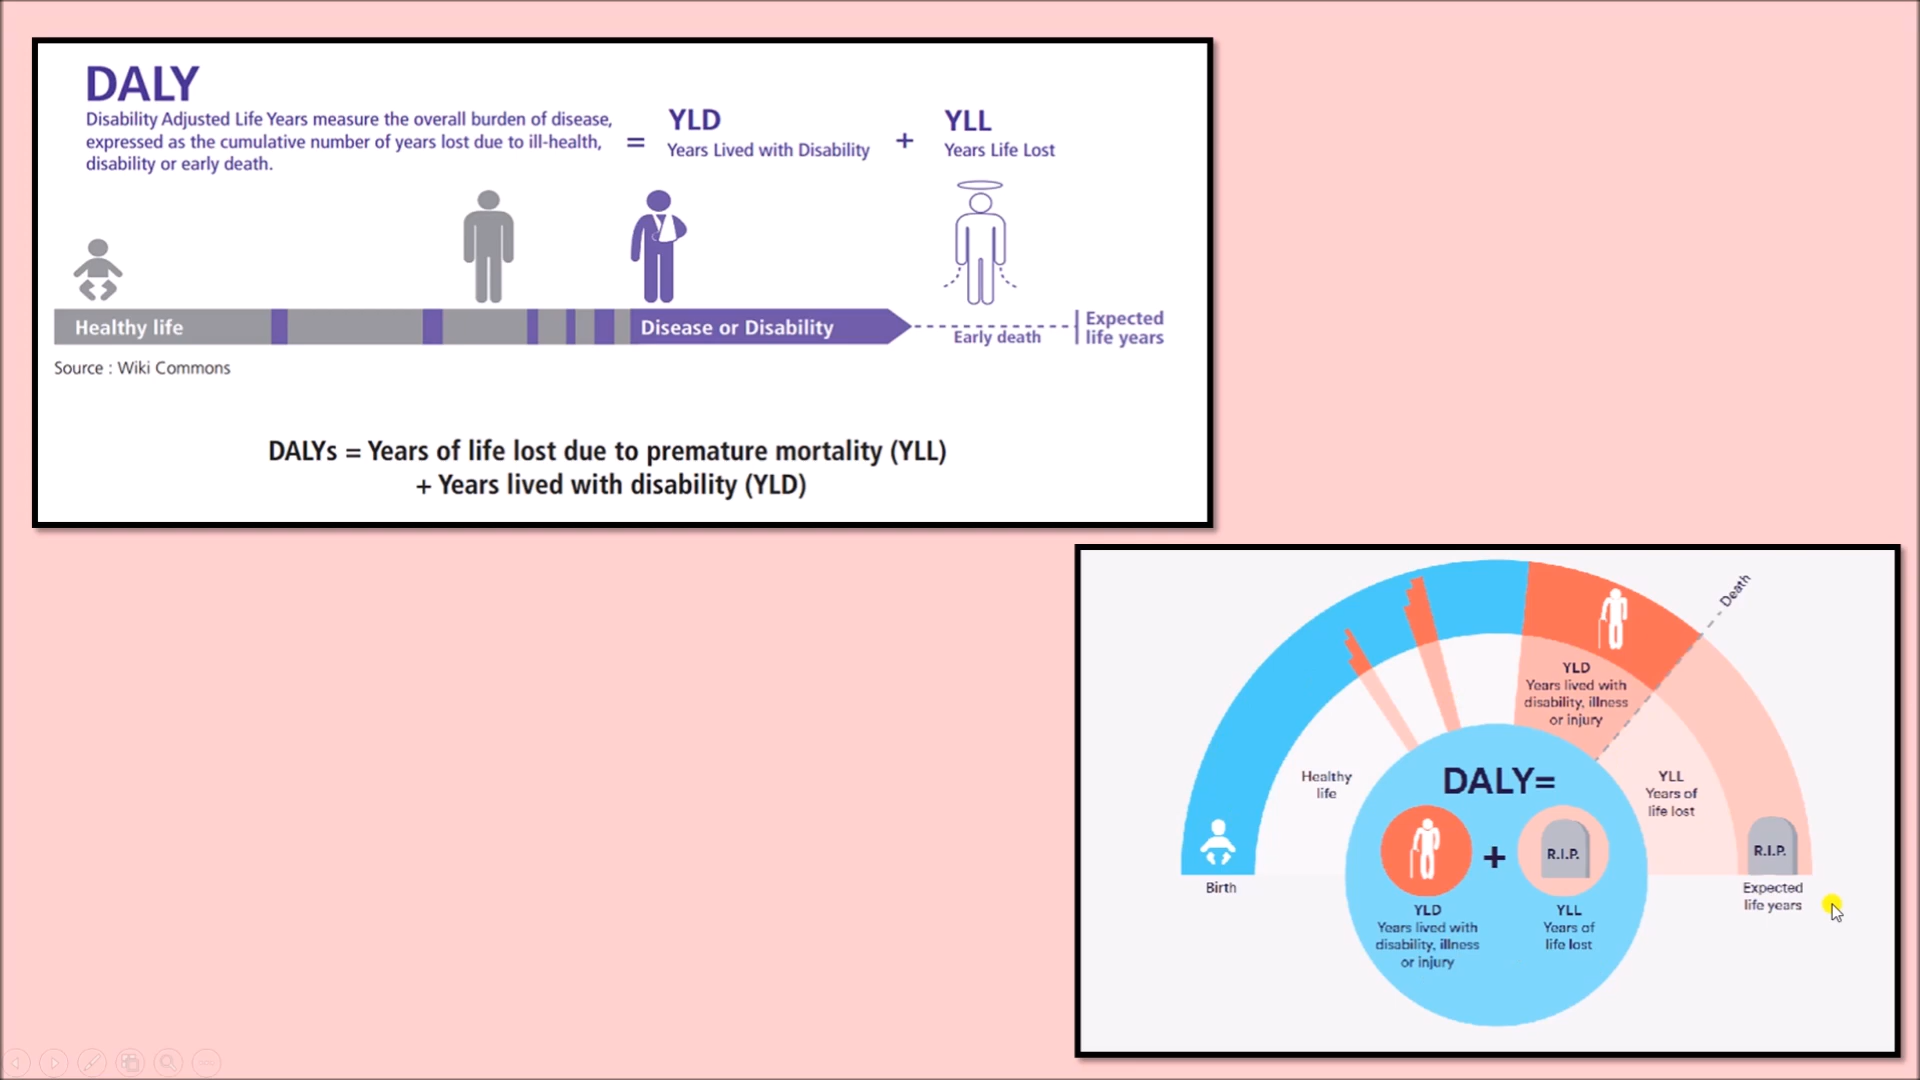 DALY
Disability Adjusted Life Years measure the overall burden of disease,
expressed as the cumulative number of years lost due to ill-health,
disability or early death.
=
YLD
Years Lived with Disability
+
YLL
Years Life Lost
Healthy life
Disease or Disability
Early death
Expected
life years
Source : Wiki Commons
DALYs = Years of life lost due to premature mortality (YLL)
+ Years lived with disability (YLD)
Death
YLD
Years lived with
disability, illness
or injury
Healthy
life
YLL
Years of
life lost
DALY=
R.I.P.
+
R.I.P.
Birth
Expected
life years
YLD
Years lived with
disability, illness
or injury
YLL
Years of
life lost